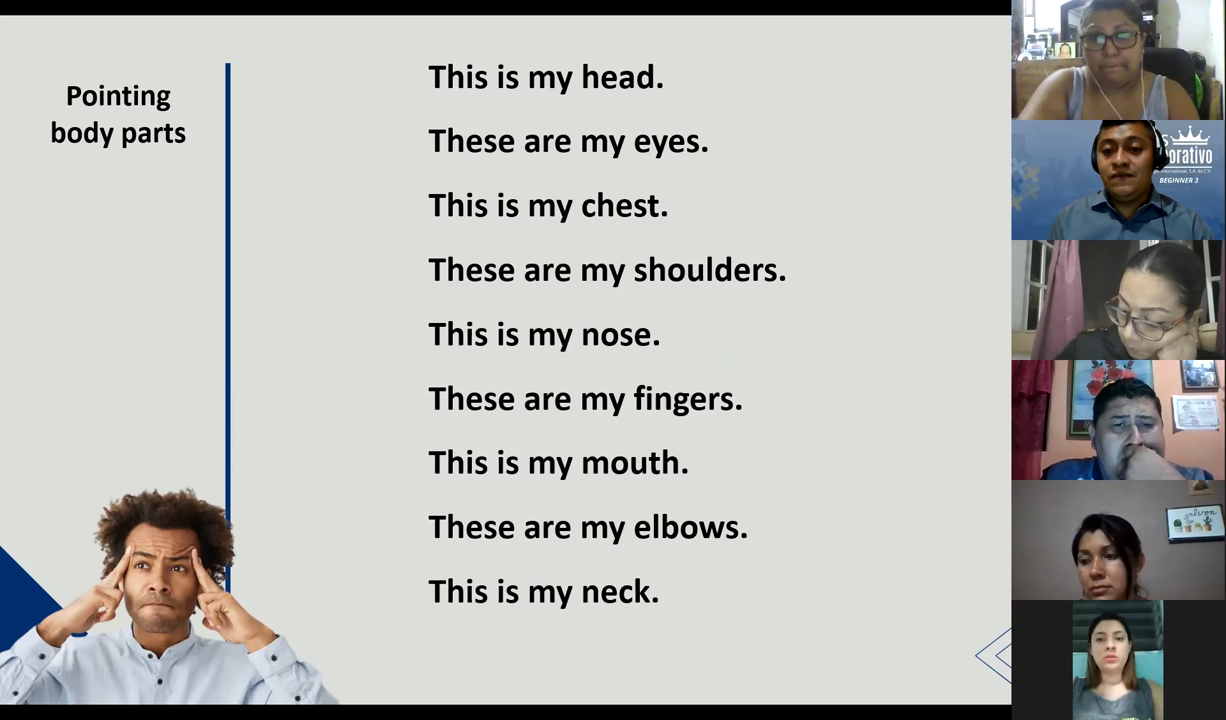 Pointing
body parts
This is my head.
These are my eyes.
This is my chest.
These are my shoulders.
This is my nose.
These are my fingers.
This is my mouth.
These are my elbows.
This is my neck.
BEGINNER 3